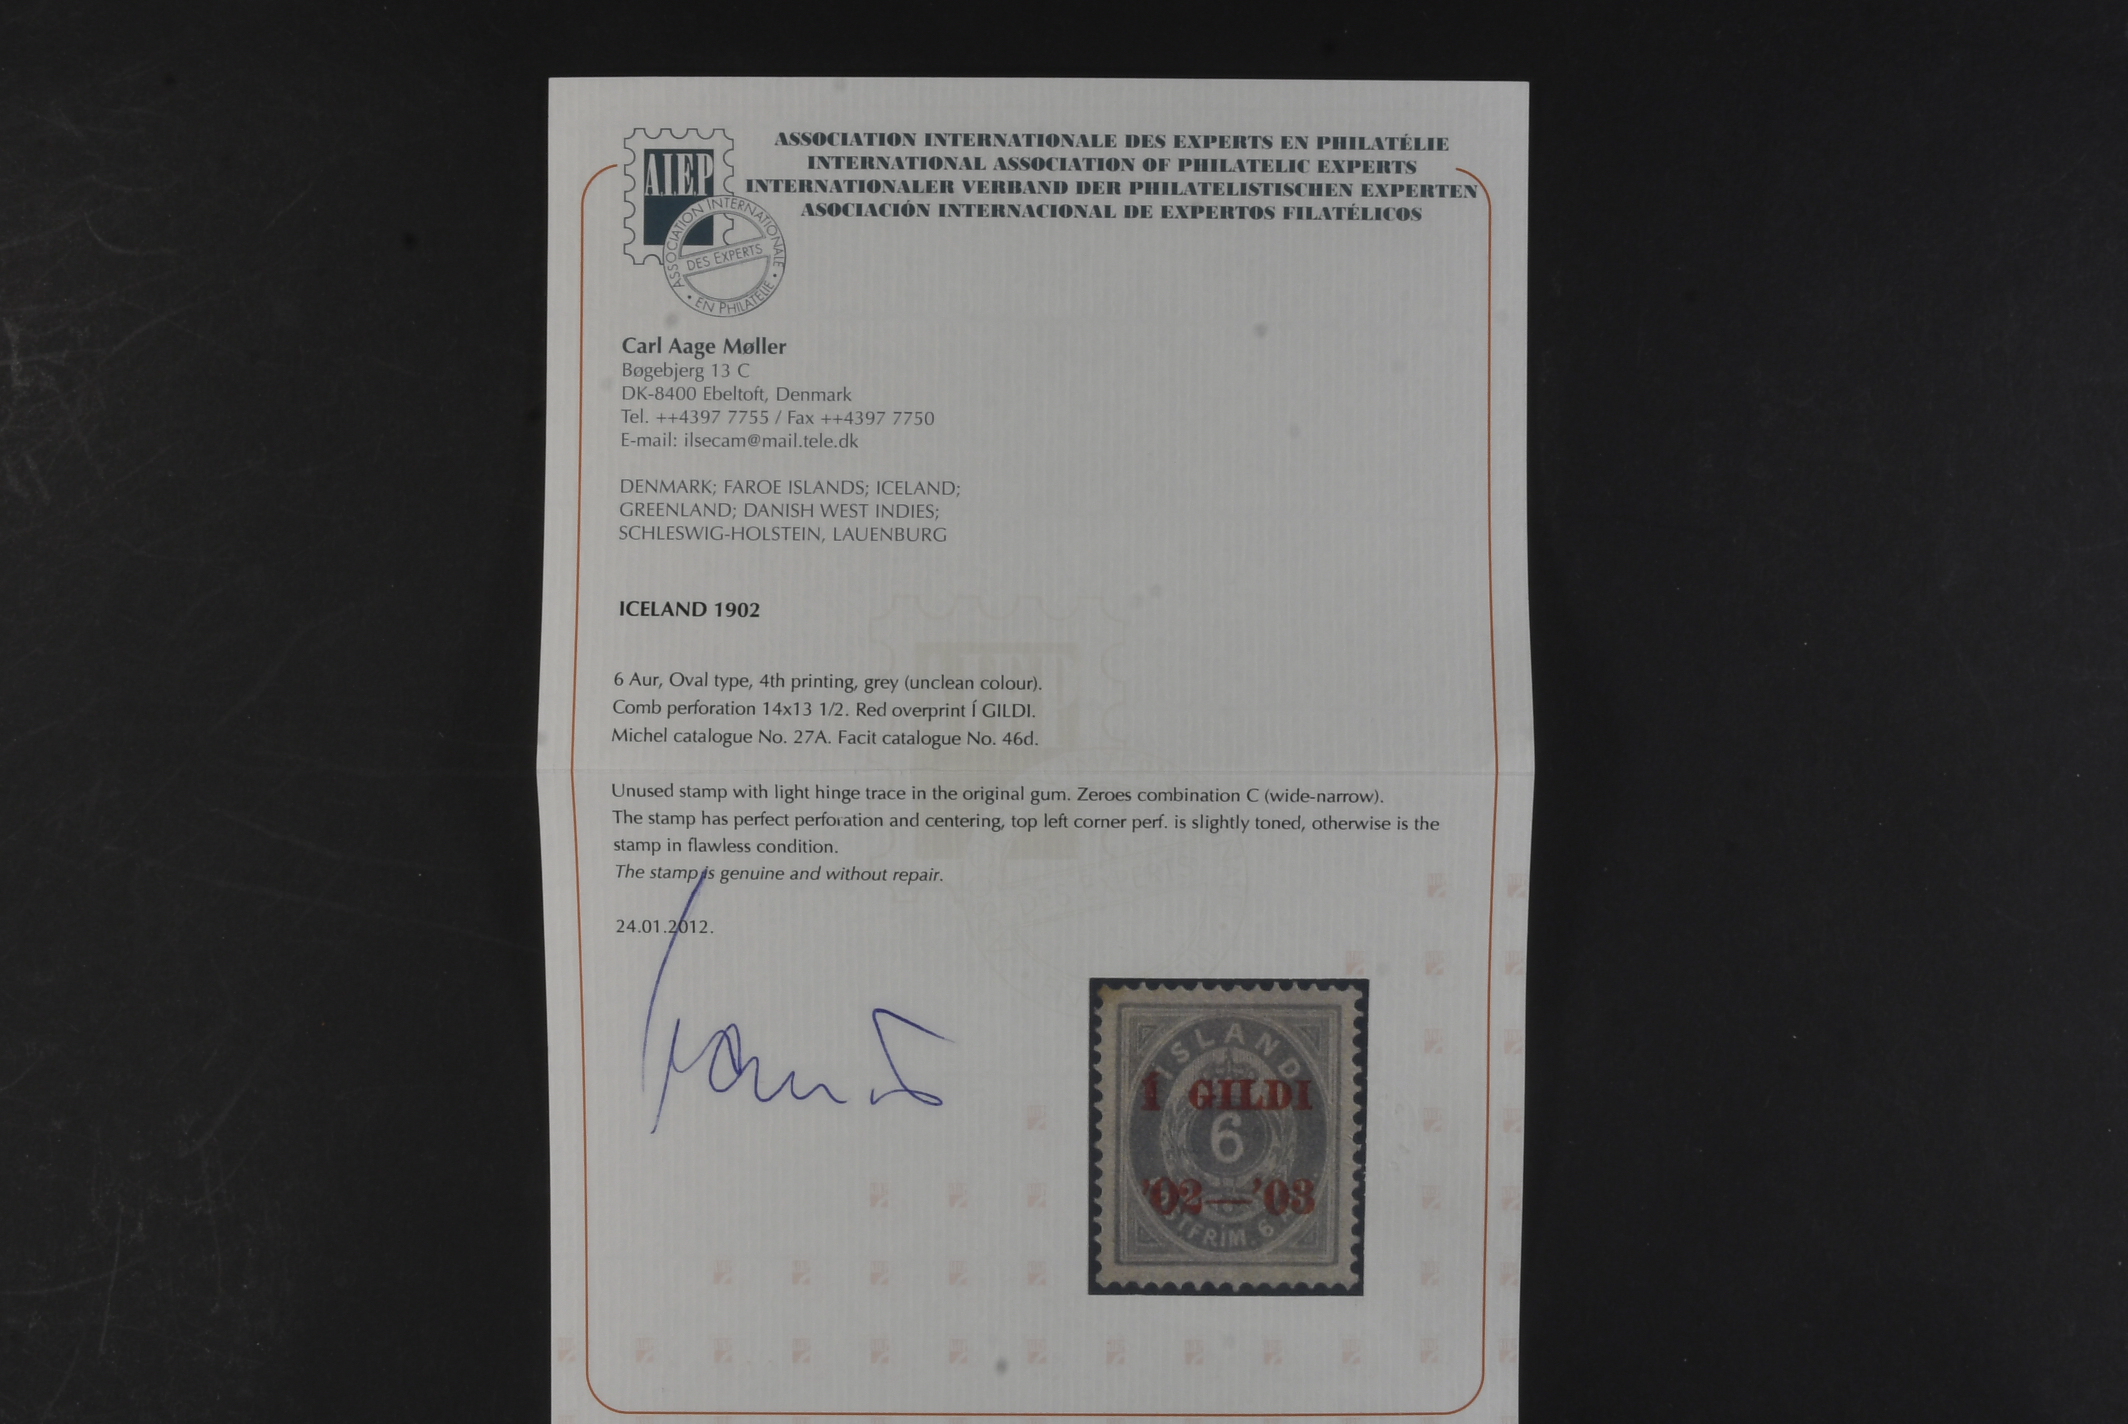 ASSOCIATION INTERNATIONALE DES EXPERTS EN PHILATÉLIE
INTERNATIONAL ASSOCIATION OF PHILATELIC EXPERTS
INTERNATIONALER VERBAND DER PHILATELISTISCHEN EXPERTEN
ASOCIACIÓN INTERNACIONAL DE EXPERTOS FILATÉLICOS
AIEP
ASSOCIATION INTERNATIONALE
DES EXPERTS
• EN PHILATÉLIE •
Carl Aage Møller
Bøgebjerg 13 C
DK-8400 Ebeltoft, Denmark
Tel. ++4397 7755 / Fax ++4397 7750
E-mail: ilsecam@mail.tele.dk
DENMARK; FAROE ISLANDS; ICELAND;
GREENLAND; DANISH WEST INDIES;
SCHLESWIG-HOLSTEIN, LAUENBURG
ICELAND 1902
6 Aur, Oval type, 4th printing, grey (unclean colour).
Comb perforation 14x13 1/2. Red overprint Í GILDI.
Michel catalogue No. 27A. Facit catalogue No. 46d.
Unused stamp with light hinge trace in the original gum. Zeroes combination C (wide-narrow).
The stamp has perfect perforation and centering, top left corner perf. is slightly toned, otherwise is the
stamp in flawless condition.
The stamp is genuine and without repair.
24.01.2012.
ÍSLAND
Í GILDI
6
'02—'03
FRIM. 6